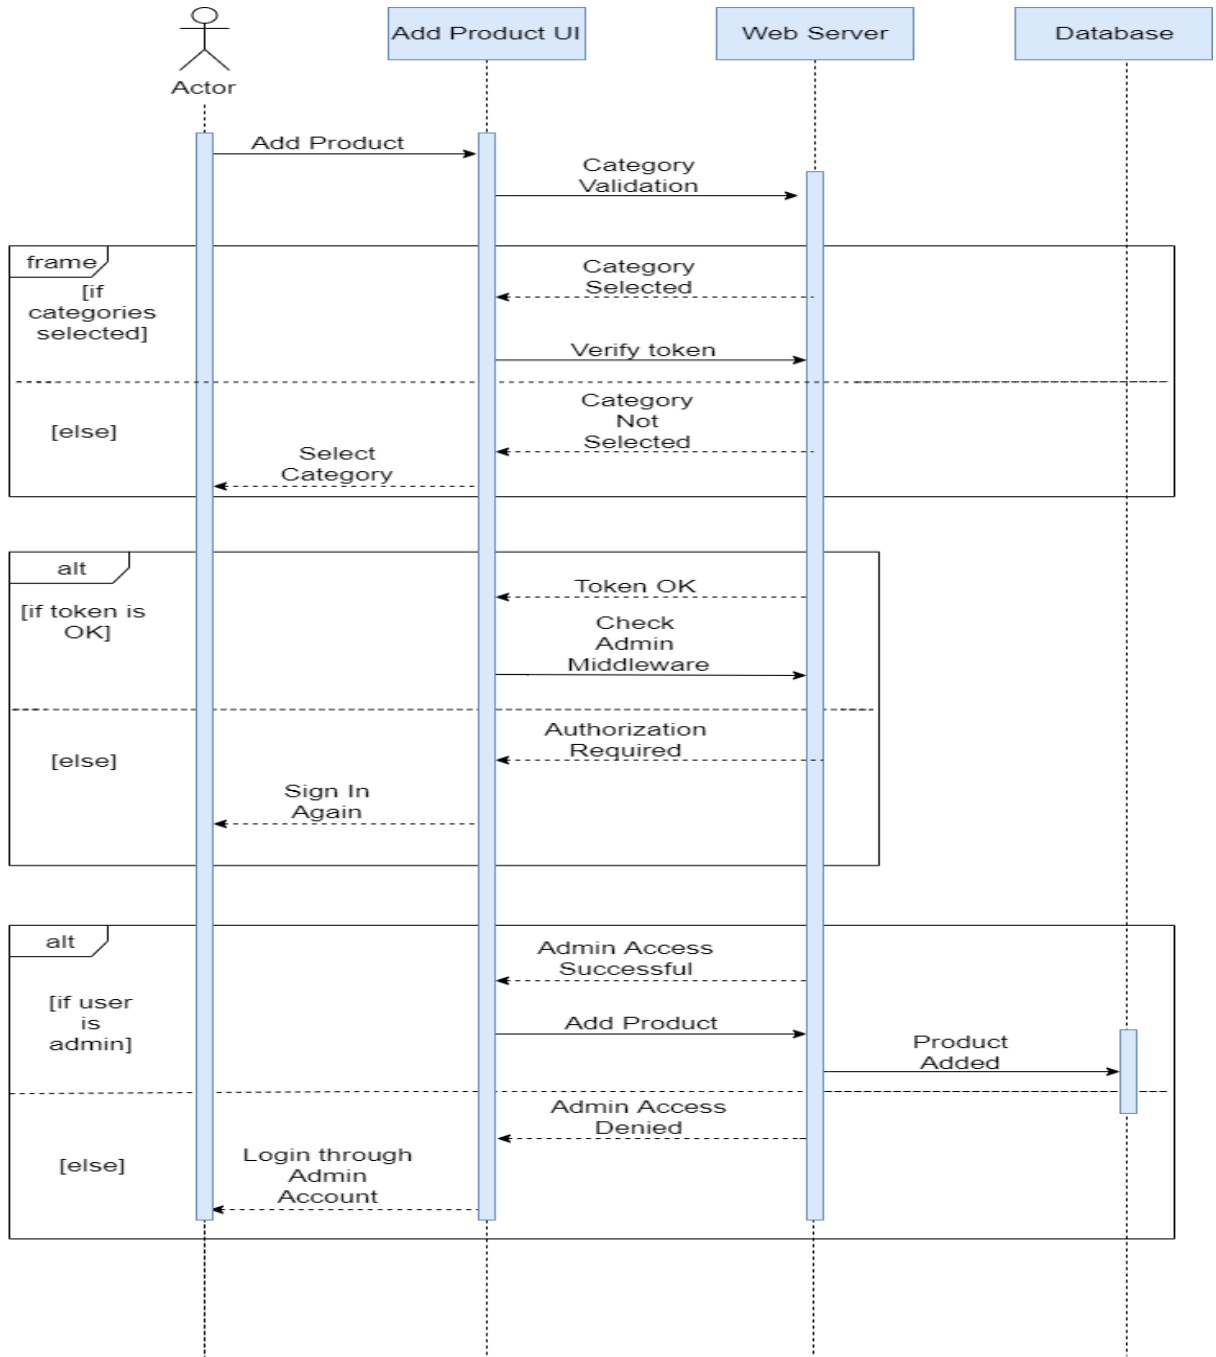 Actor
Add Product UI
Web Server
Database
Add Product
Category
Validation
frame
[if
categories
selected]
Category
Selected
Verify token
[else]
Category
Not
Selected
Select
Category
alt
[if token is
OK]
Token OK
Check
Admin
Middleware
[else]
Authorization
Required
Sign In
Again
alt
[if user
is
admin]
Admin Access
Successful
Add Product
Product
Added
[else]
Admin Access
Denied
Login through
Admin
Account